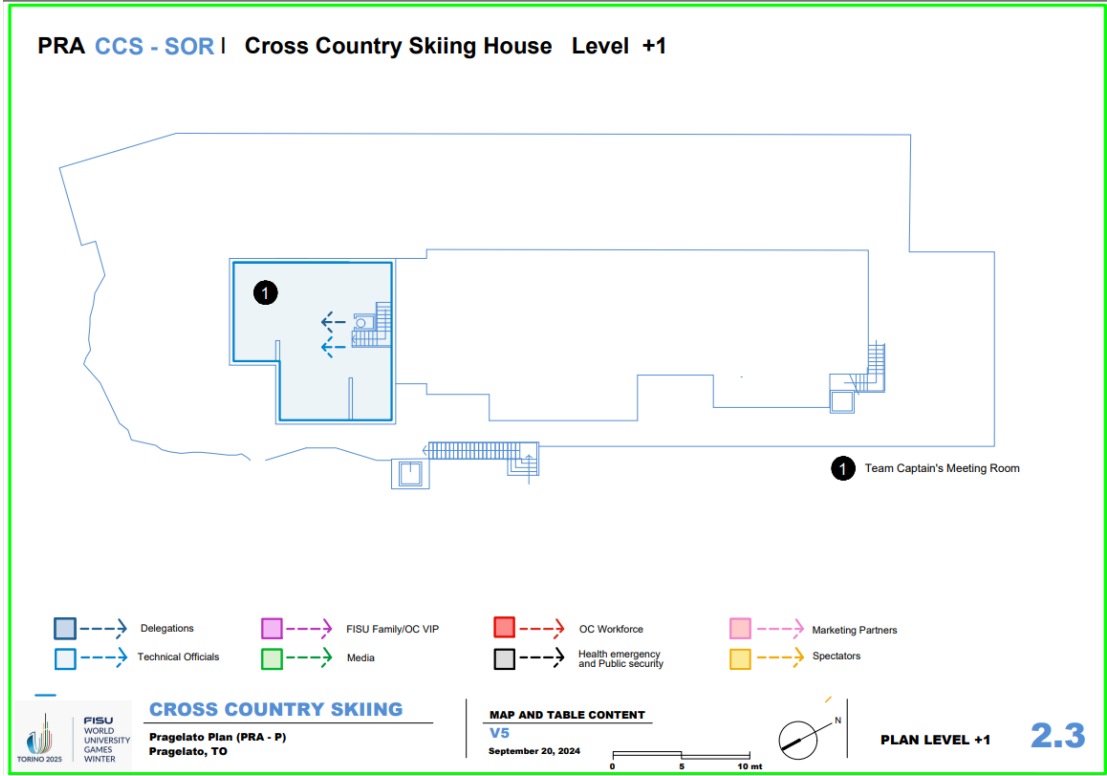 PRA CCS - SOR I Cross Country Skiing House Level +1
1
1 Team Captain's Meeting Room
Delegations
FISU Family/OC VIP
OC Workforce
Marketing Partners
Technical Officials
Media
Health emergency
and Public security
Spectators
TORINO 2025
FISU
WORLD
UNIVERSITY
GAMES
WINTER
CROSS COUNTRY SKIING
Pragelato Plan (PRA - P)
Pragelato, TO
MAP AND TABLE CONTENT
V5
September 20, 2024
0 5 10 mt
N
PLAN LEVEL +1
2.3